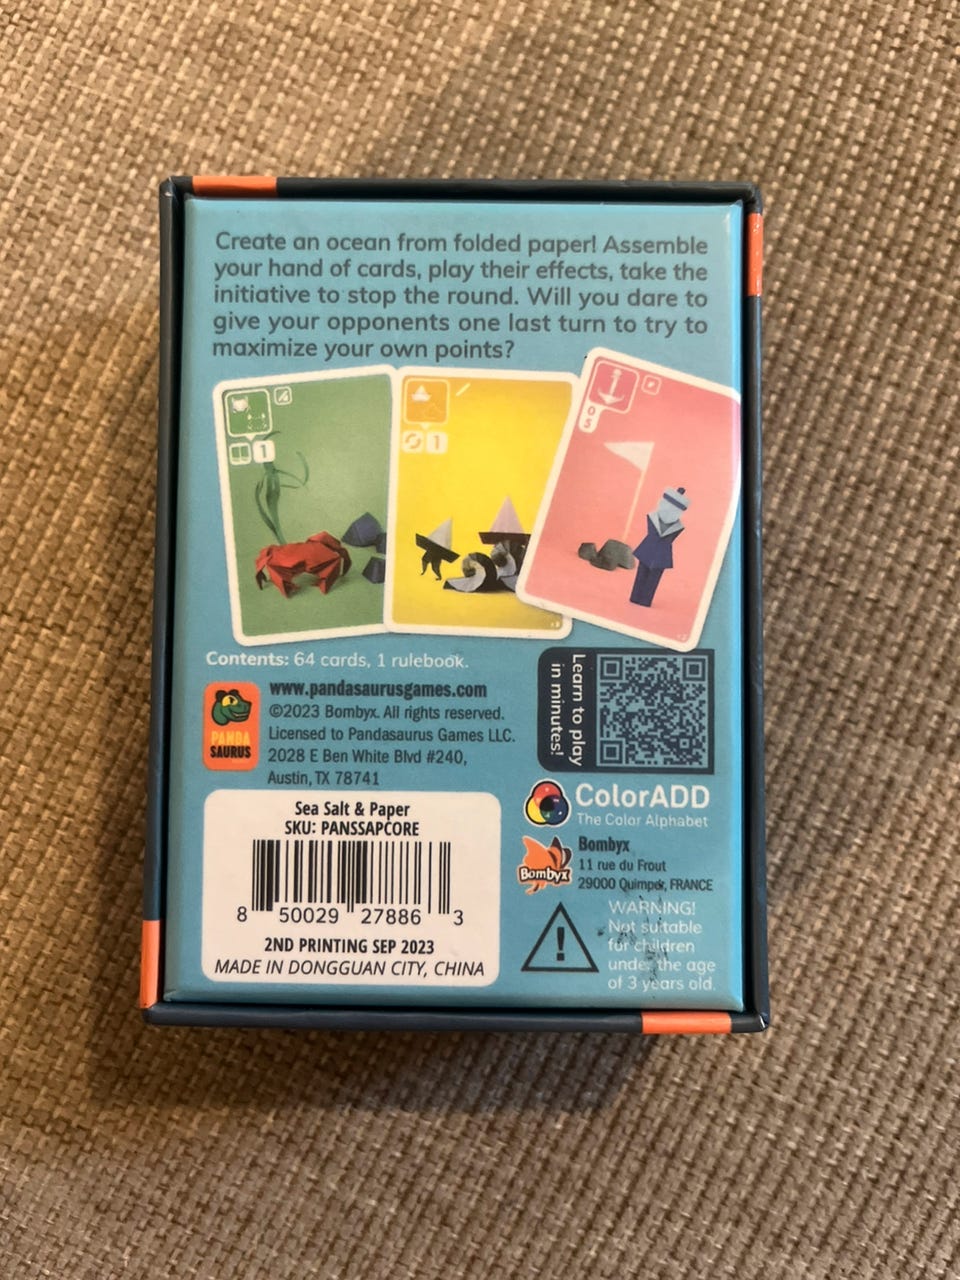 Create an ocean from folded paper! Assemble
your hand of cards, play their effects, take the
initiative to stop the round. Will you dare to
give your opponents one last turn to try to
maximize your own points?
1
1
0
5
Contents: 64 cards, 1 rulebook.
www.pandasaurusgames.com
©2023 Bombyx. All rights reserved.
Licensed to Pandasaurus Games LLC.
2028 E Ben White Blvd #240,
Austin, TX 78741
PANDA
SAURUS
Learn to play
in minutes!
ColorADD
The Color Alphabet
Bombyx
Bombyx
11 rue du Frout
29000 Quimper, FRANCE
Sea Salt & Paper
SKU: PANSSAPCORE
8 50029 27886 3
2ND PRINTING SEP 2023
MADE IN DONGGUAN CITY, CHINA
!
WARNING!
Not suitable
for children
under the age
of 3 years old.